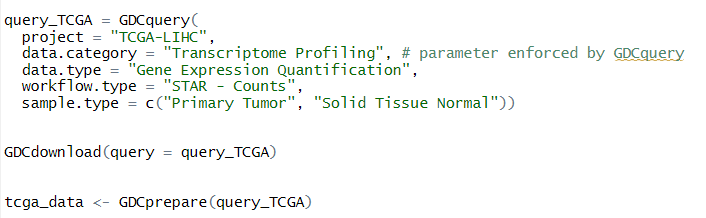 query_TCGA = GDCquery(
  project = "TCGA-LIHC",
  data.category = "Transcriptome Profiling", # parameter enforced by GDCquery
  data.type = "Gene Expression Quantification",
  workflow.type = "STAR - Counts",
  sample.type = c("Primary Tumor", "Solid Tissue Normal"))
GDCdownload(query = query_TCGA)
tcga_data <- GDCprepare(query_TCGA)